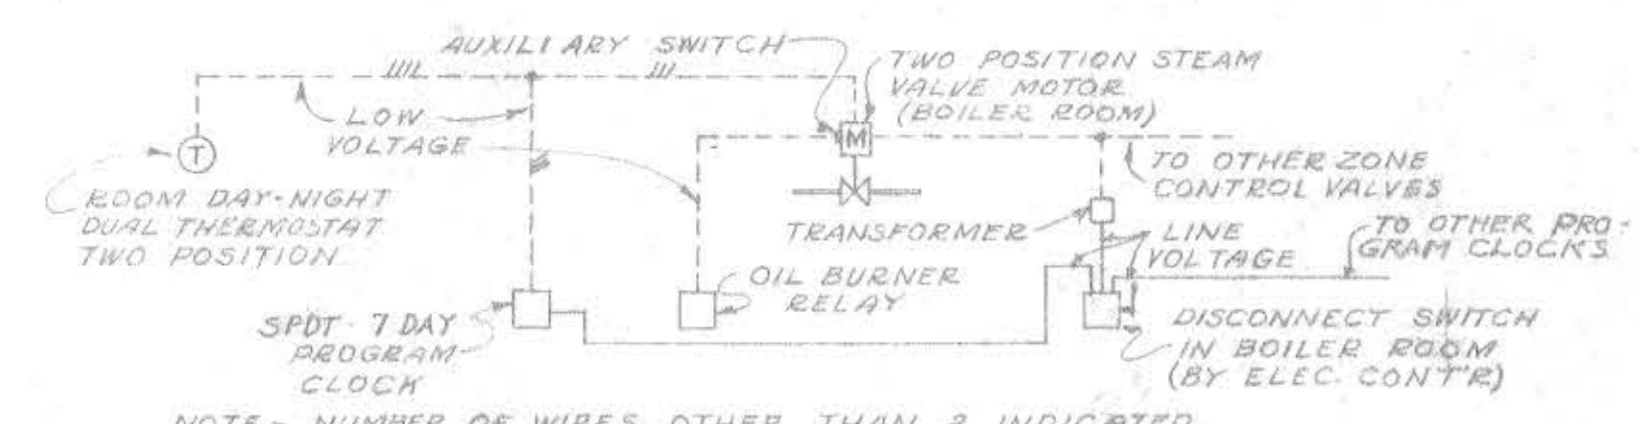 AUXILIARY SWITCH
TWO POSITION STEAM
VALVE MOTOR
(BOILER ROOM)
LOW
VOLTAGE
M
T
TO OTHER ZONE
CONTROL VALVES
ROOM DAY-NIGHT
DUAL THERMOSTAT
TWO POSITION
TRANSFORMER
LINE
VOLTAGE
TO OTHER PRO-
GRAM CLOCKS
OIL BURNER
RELAY
SPDT - 7 DAY
PROGRAM
CLOCK
DISCONNECT SWITCH
IN BOILER ROOM
(BY ELEC. CONT'R)
NOTE - NUMBER OF WIRES OTHER THAN 2 INDICATED